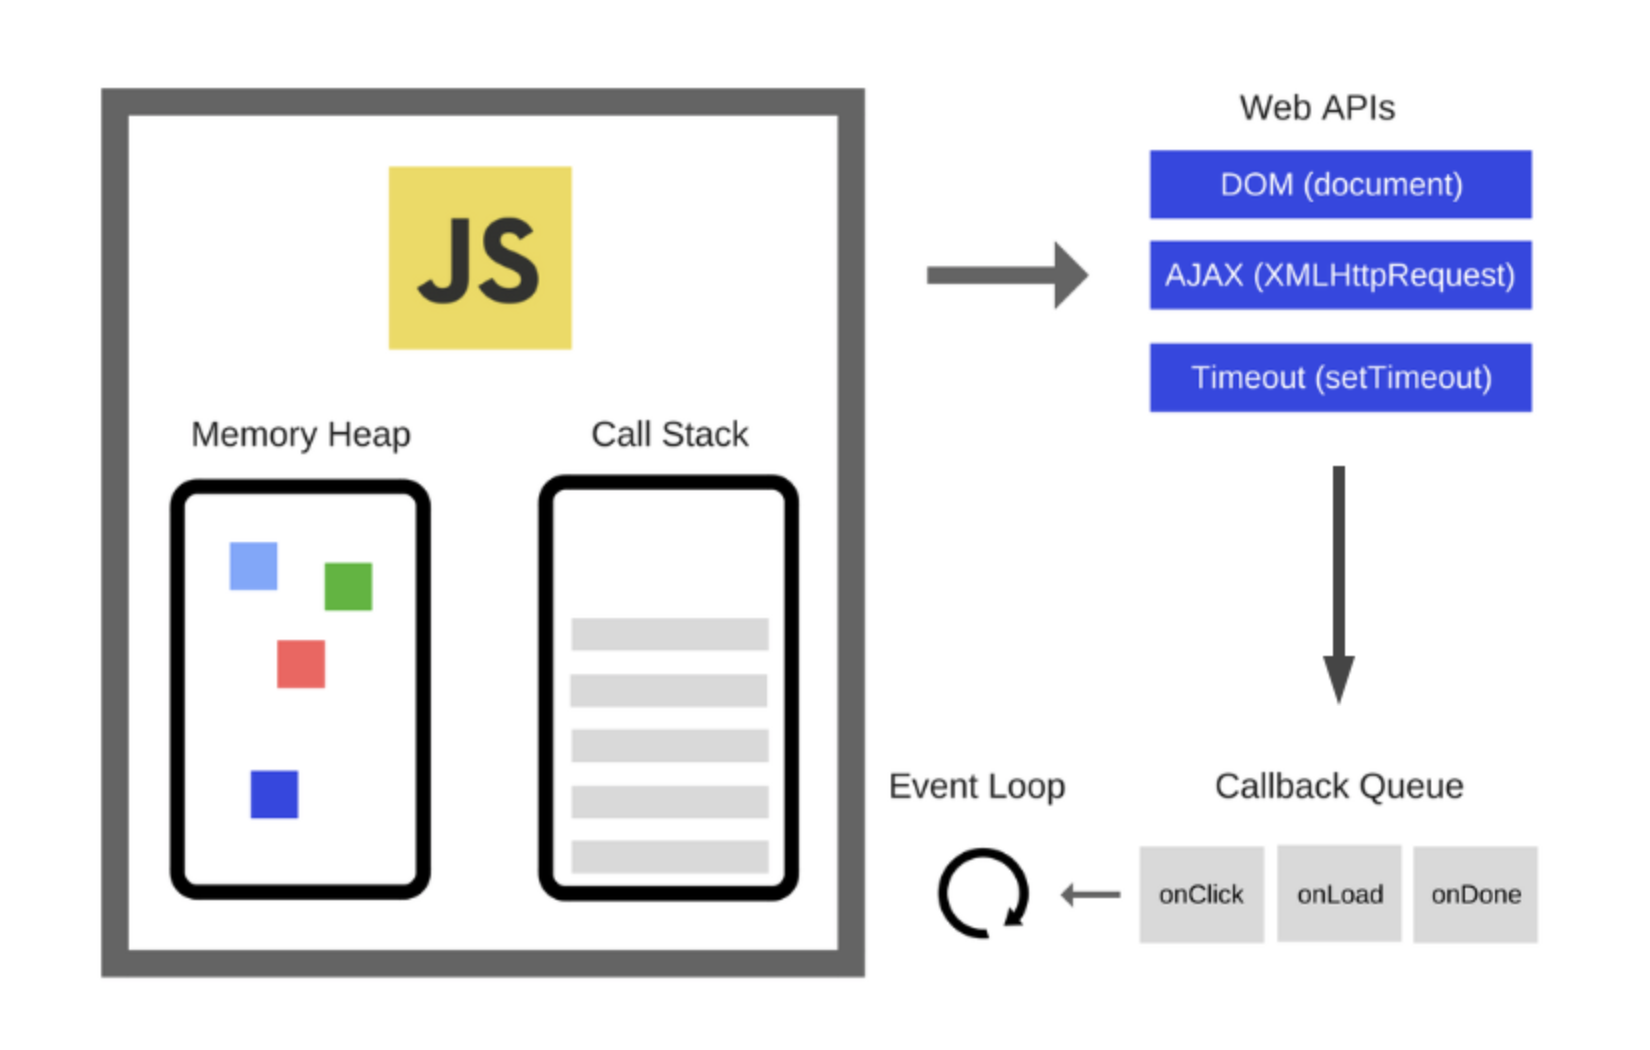 JS
Memory Heap
Call Stack
Web APIs
DOM (document)
AJAX (XMLHttpRequest)
Timeout (setTimeout)
Event Loop
Callback Queue
onClick
onLoad
onDone